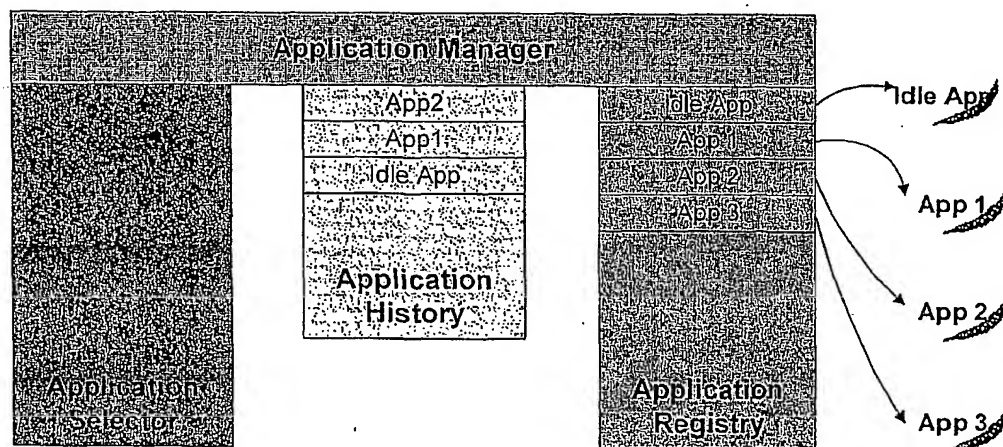 Application Manager
App2
App1
Idle App
Application
History
Application
Selector
Idle App
App 1
App 2
App 3
Application
Registry
Idle App
App 1
App 2
App 3